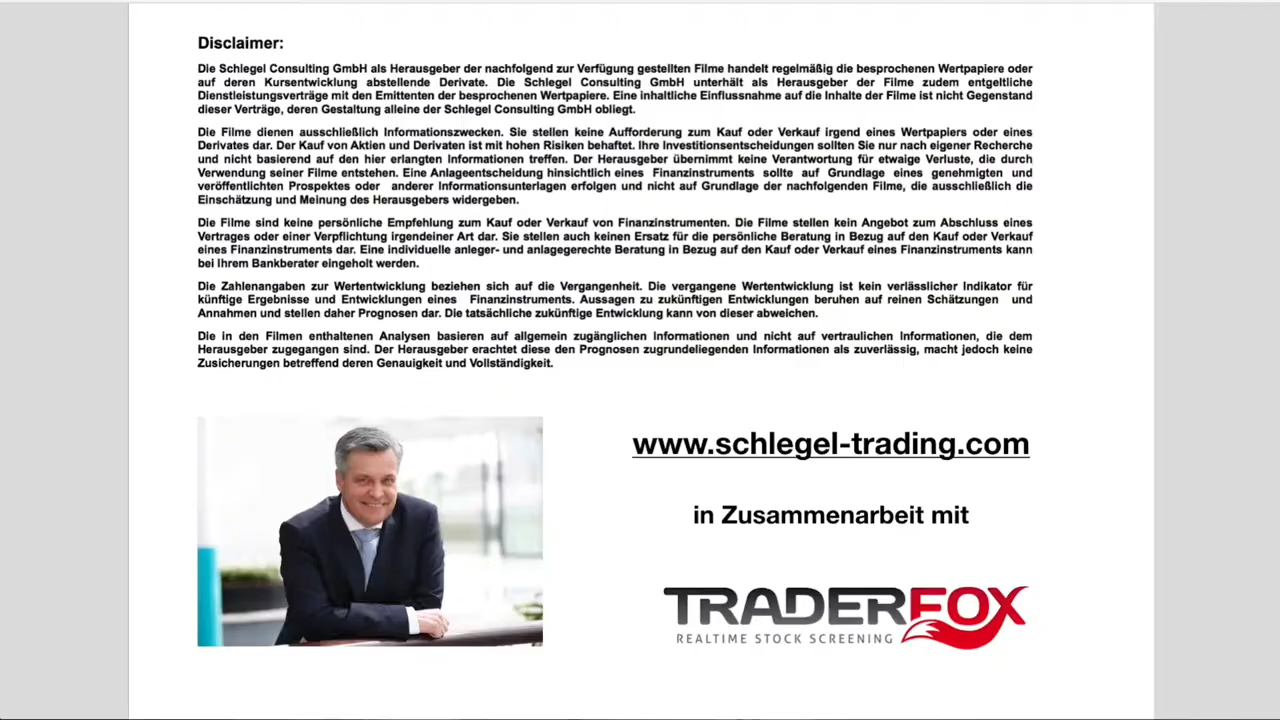 Disclaimer:
Die Schlegel Consulting GmbH als Herausgeber der nachfolgend zur Verfügung gestellten Filme handelt regelmäßig die besprochenen Wertpapiere oder
auf deren Kursentwicklung abstellende Derivate. Die Schlegel Consulting GmbH unterhält als Herausgeber der Filme zudem entgeltliche
Dienstleistungsverträge mit den Emittenten der besprochenen Wertpapiere. Eine inhaltliche Einflussnahme auf die Inhalte der Filme ist nicht Gegenstand
dieser Verträge, deren Gestaltung alleine der Schlegel Consulting GmbH obliegt.
Die Filme dienen ausschließlich Informationszwecken. Sie stellen keine Aufforderung zum Kauf oder Verkauf irgend eines Wertpapiers oder eines
Derivates dar. Der Kauf von Aktien und Derivaten ist mit hohen Risiken behaftet. Ihre Investitionsentscheidungen sollten Sie nur nach eigener Recherche
und nicht basierend auf den hier erlangten Informationen treffen. Der Herausgeber übernimmt keine Verantwortung für etwaige Verluste, die durch
Verwendung seiner Filme entstehen. Eine Anlageentscheidung hinsichtlich eines Finanzinstruments sollte auf Grundlage eines genehmigten und
veröffentlichten Prospektes oder anderer Informationsunterlagen erfolgen und nicht auf Grundlage der nachfolgenden Filme, die ausschließlich die
Einschätzung und Meinung des Herausgebers widergeben.
Die Filme sind keine persönliche Empfehlung zum Kauf oder Verkauf von Finanzinstrumenten. Die Filme stellen kein Angebot zum Abschluss eines
Vertrages oder einer Verpflichtung irgendeiner Art dar. Sie stellen auch keinen Ersatz für die persönliche Beratung in Bezug auf den Kauf oder Verkauf
eines Finanzinstruments dar. Eine individuelle anleger- und anlagegerechte Beratung in Bezug auf den Kauf oder Verkauf eines Finanzinstruments kann
bei Ihrem Bankberater eingeholt werden.
Die Zahlenangaben zur Wertentwicklung beziehen sich auf die Vergangenheit. Die vergangene Wertentwicklung ist kein verlässlicher Indikator für
künftige Ergebnisse und Entwicklungen eines Finanzinstruments. Aussagen zu zukünftigen Entwicklungen beruhen auf reinen Schätzungen und
Annahmen und stellen daher Prognosen dar. Die tatsächliche zukünftige Entwicklung kann von dieser abweichen.
Die in den Filmen enthaltenen Analysen basieren auf allgemein zugänglichen Informationen und nicht auf vertraulichen Informationen, die dem
Herausgeber zugegangen sind. Der Herausgeber erachtet diese den Prognosen zugrundeliegenden Informationen als zuverlässig, macht jedoch keine
Zusicherungen betreffend deren Genauigkeit und Vollständigkeit.
www.schlegel-trading.com
in Zusammenarbeit mit
TRADERFOX
REALTIME STOCK SCREENING